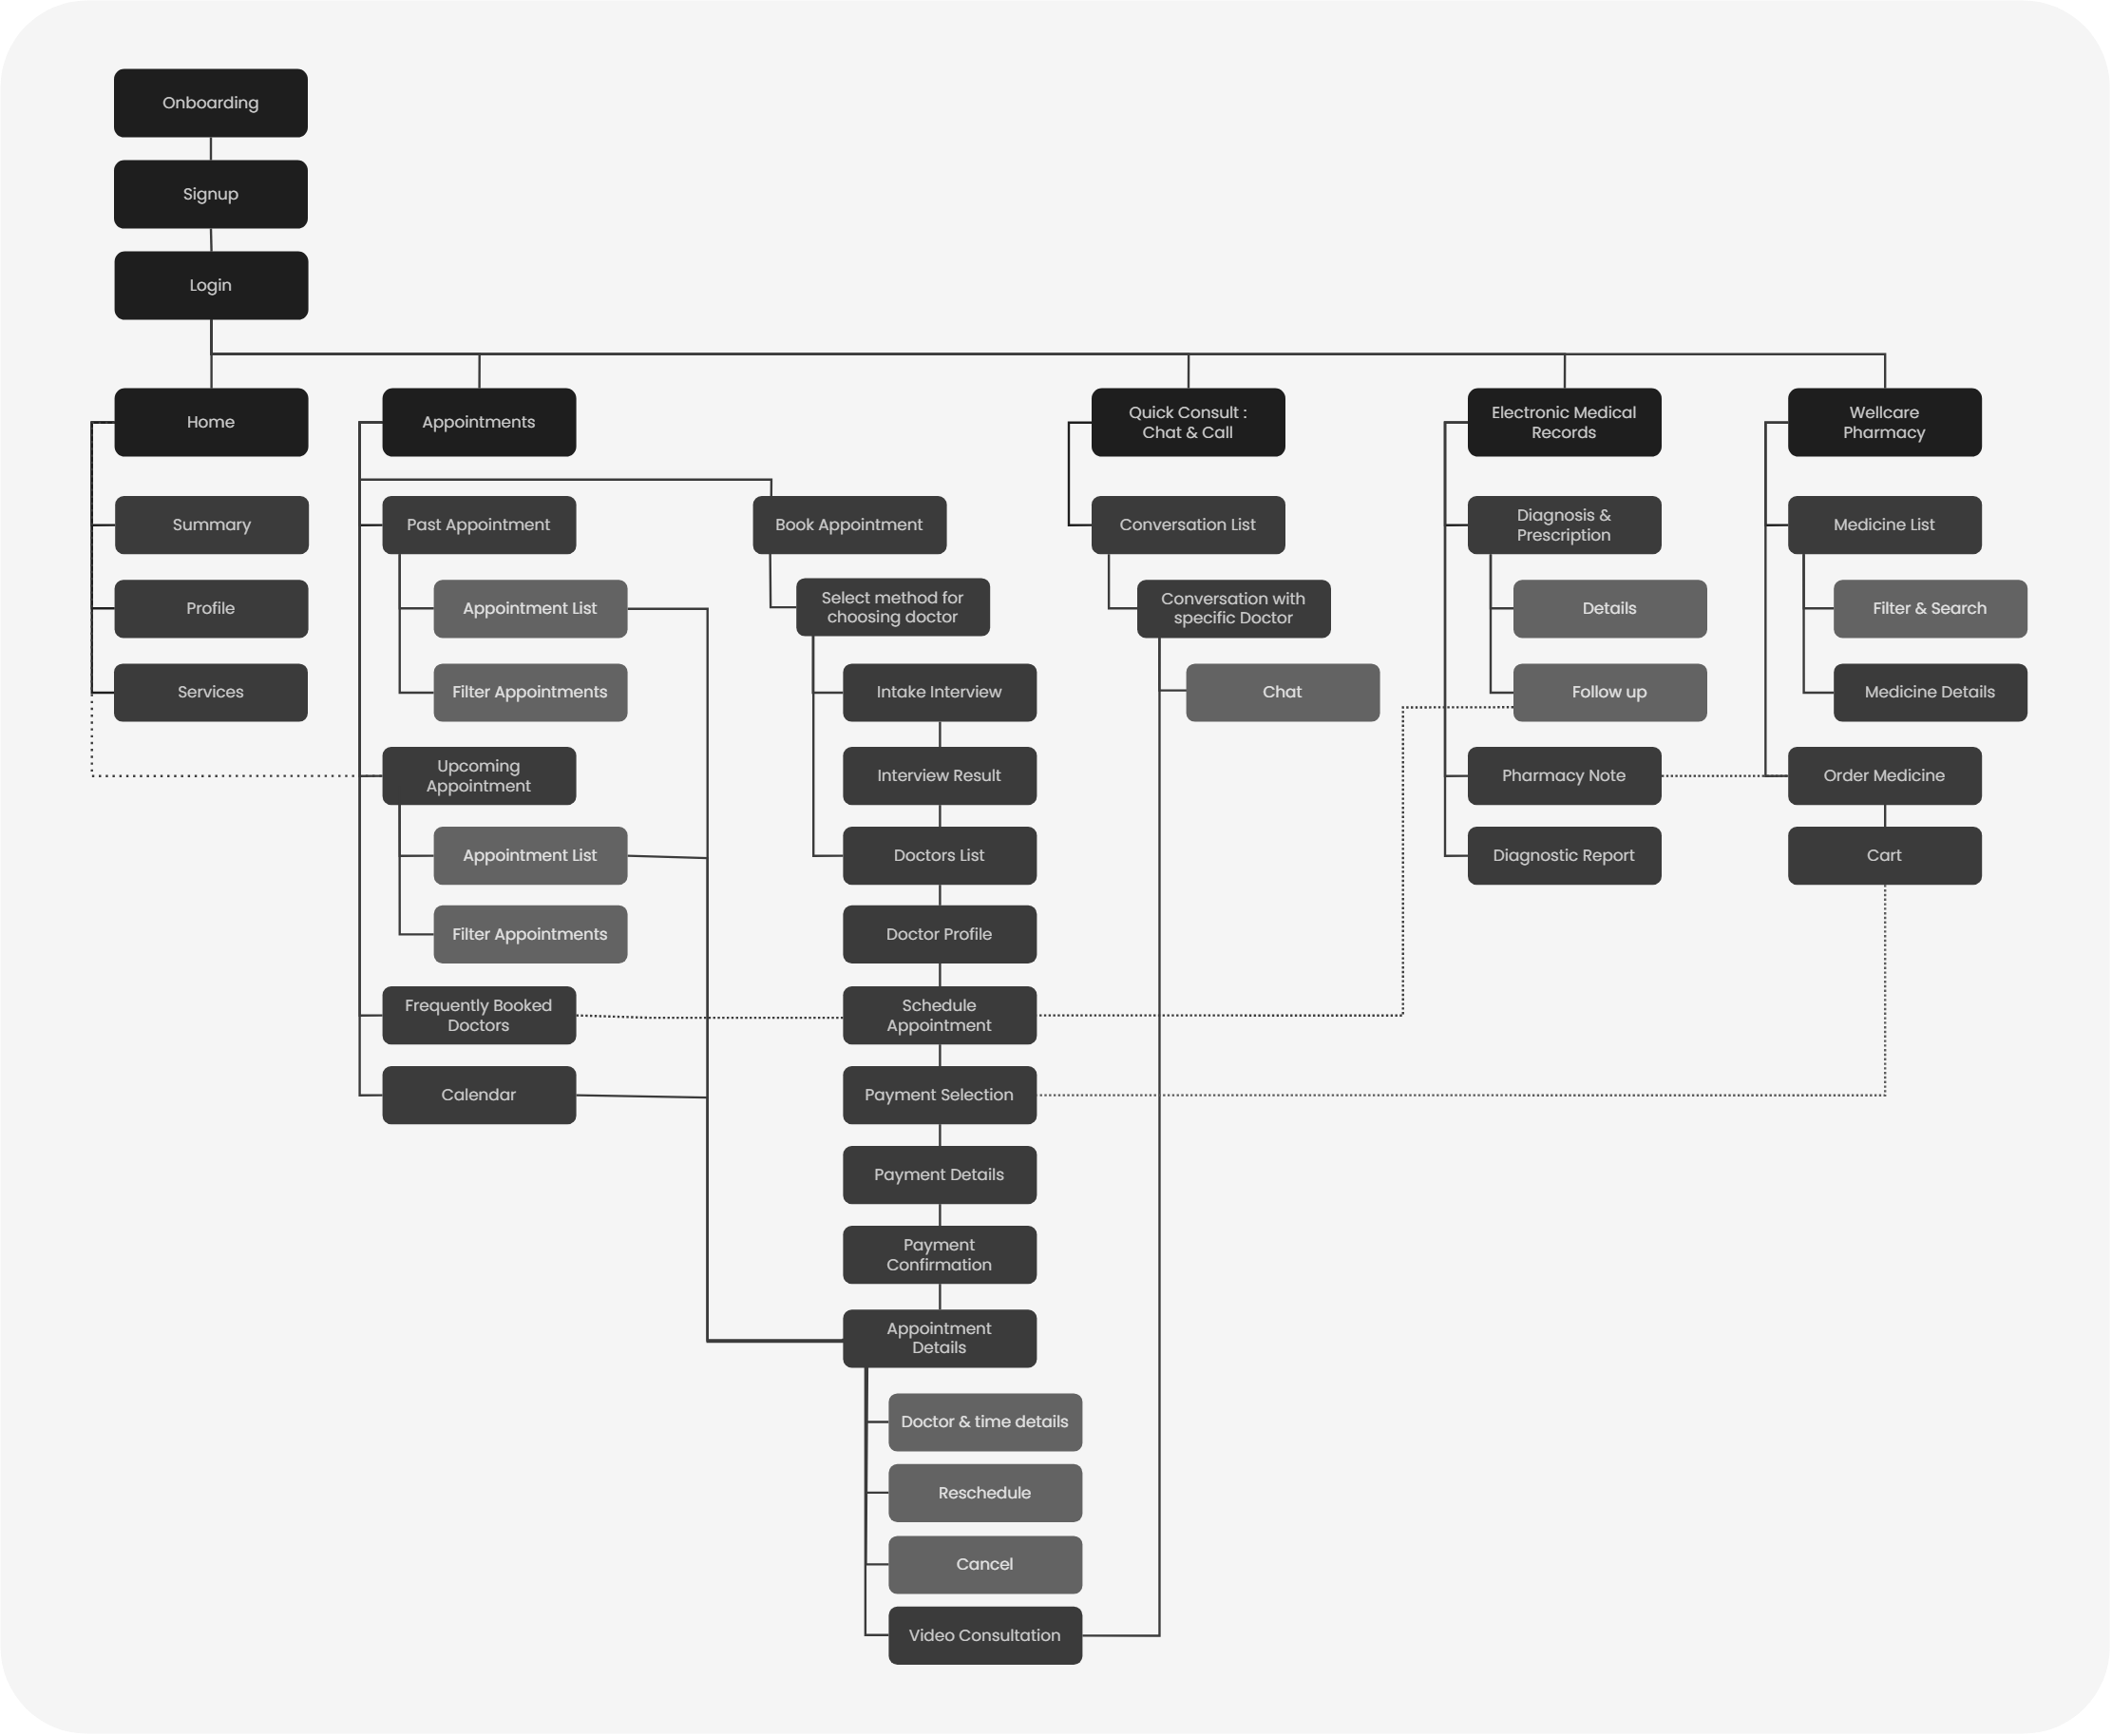 Onboarding
Signup
Login
Home
Summary
Profile
Services
Appointments
Past Appointment
Appointment List
Filter Appointments
Upcoming
Appointment
Appointment List
Filter Appointments
Frequently Booked
Doctors
Calendar
Book Appointment
Select method for
choosing doctor
Intake Interview
Interview Result
Doctors List
Doctor Profile
Schedule
Appointment
Payment Selection
Payment Details
Payment
Confirmation
Appointment
Details
Doctor & time details
Reschedule
Cancel
Video Consultation
Quick Consult :
Chat & Call
Conversation List
Conversation with
specific Doctor
Chat
Electronic Medical
Records
Diagnosis &
Prescription
Details
Follow up
Pharmacy Note
Diagnostic Report
Wellcare
Pharmacy
Medicine List
Filter & Search
Medicine Details
Order Medicine
Cart